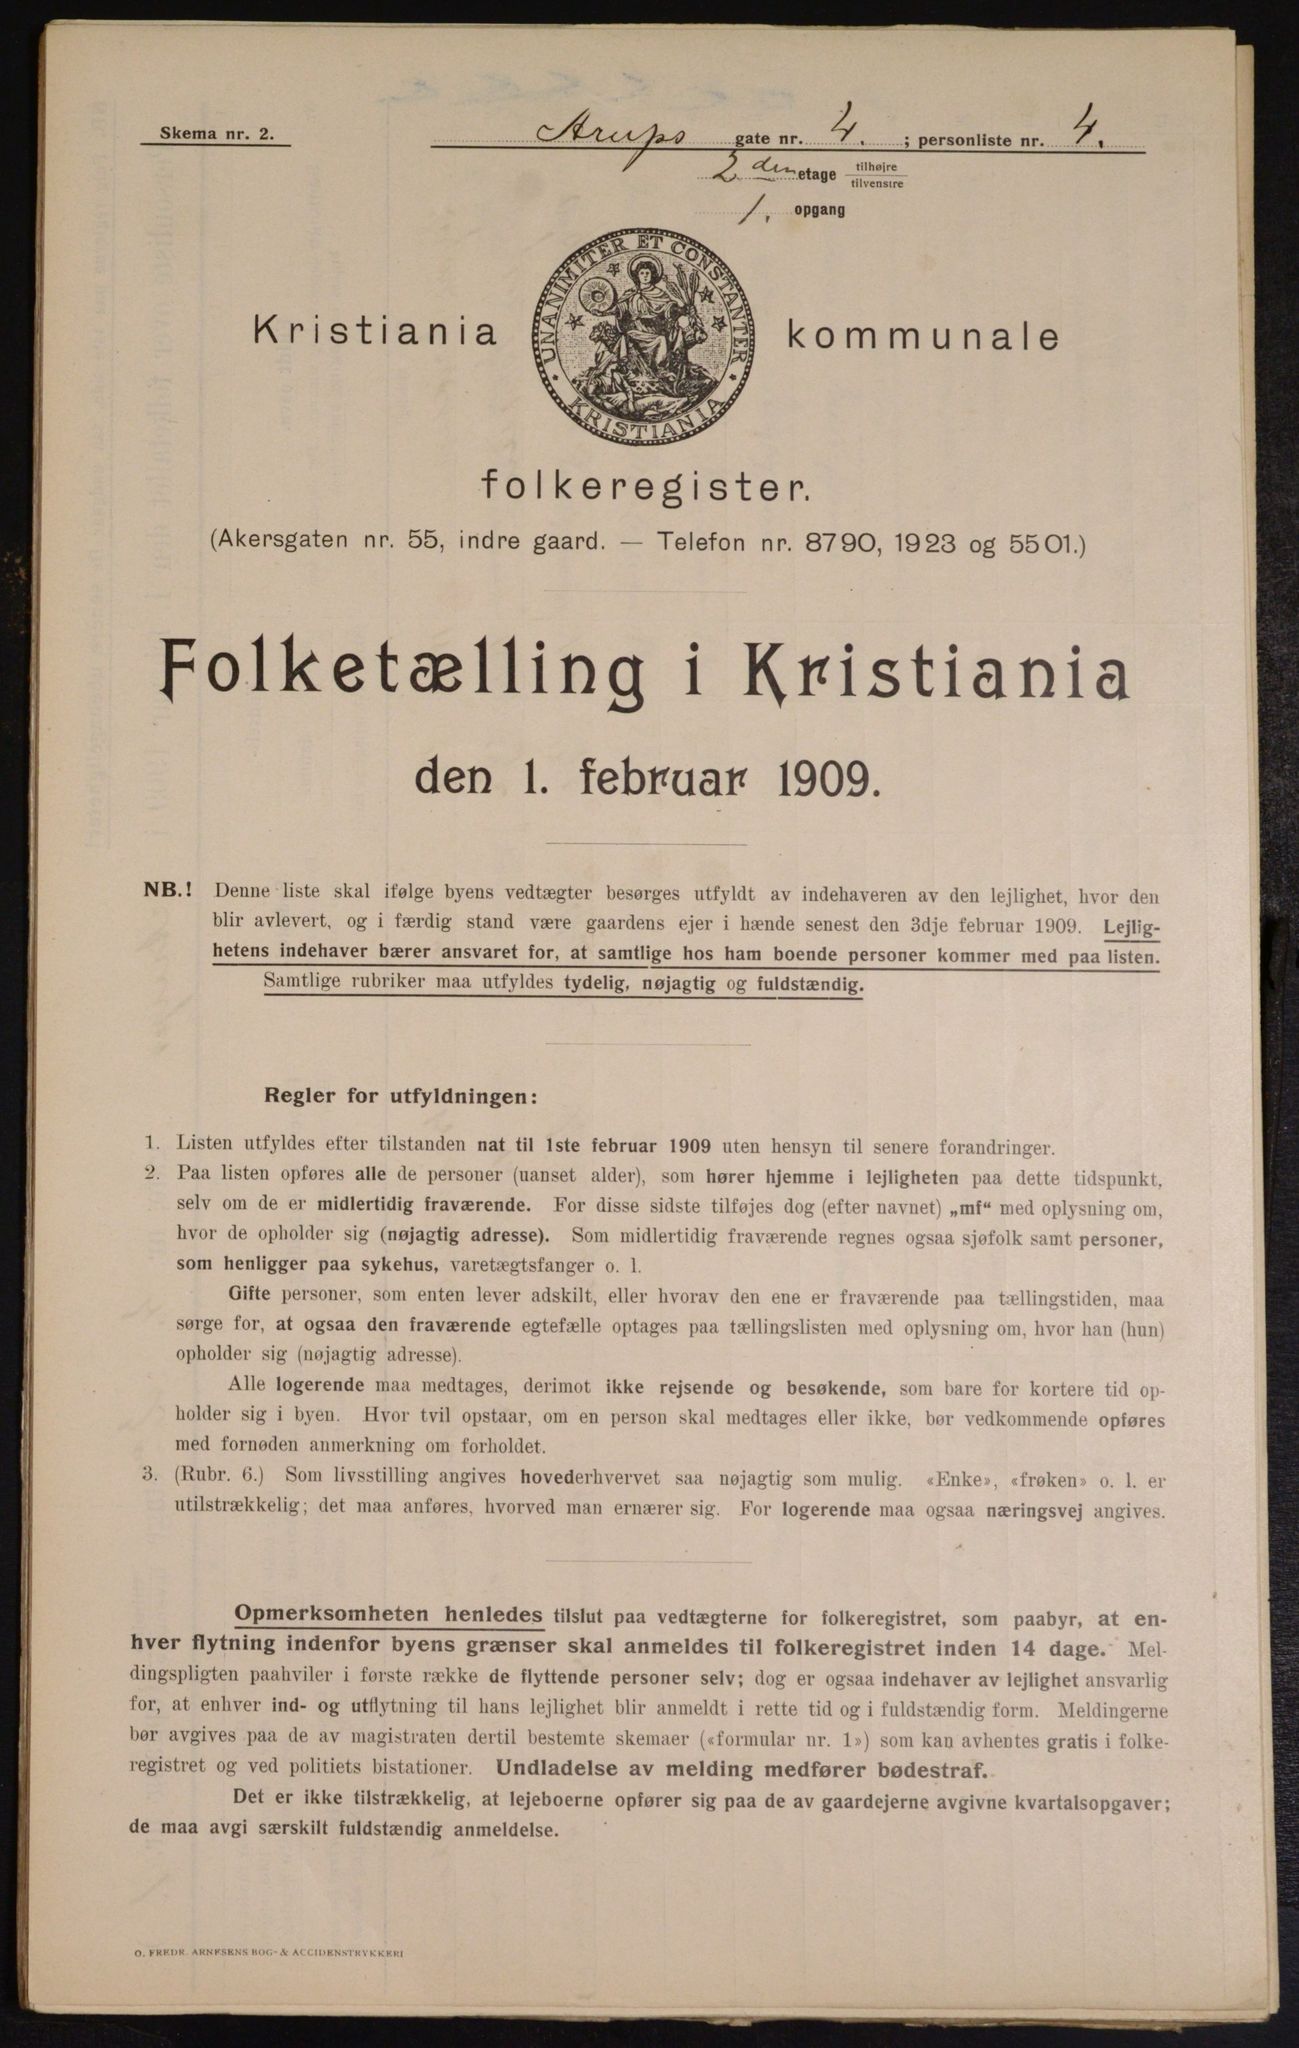 Skema nr. 2.
Arups gate nr. 4. ; personliste nr. 4.
2den etage tilhøjre
tilvenstre
1. opgang
UNANIMITER ET CONSTANTER
KRISTIANIA
Kristiania kommunale
folkeregister.
(Akersgaten nr. 55, indre gaard. — Telefon nr. 8790, 1923 og 5501.)
Folketælling i Kristiania
den 1. februar 1909.
NB.! Denne liste skal ifølge byens vedtægter besørges utfyldt av indehaveren av den lejlighet, hvor den
blir avlevert, og i færdig stand være gaardens ejer i hænde senest den 3dje februar 1909. Lejlig-
hetens indehaver bærer ansvaret for, at samtlige hos ham boende personer kommer med paa listen.
Samtlige rubriker maa utfyldes tydelig, nøjagtig og fuldstændig.
Regler for utfyldningen:
1. Listen utfyldes efter tilstanden nat til 1ste februar 1909 uten hensyn til senere forandringer.
2. Paa listen opføres alle de personer (uanset alder), som hører hjemme i lejligheten paa dette tidspunkt,
selv om de er midlertidig fraværende. For disse sidste tilføjes dog (efter navnet) „mf“ med oplysning om,
hvor de opholder sig (nøjagtig adresse). Som midlertidig fraværende regnes ogsaa sjøfolk samt personer,
som henligger paa sykehus, varetægtsfanger o. l.
Gifte personer, som enten lever adskilt, eller hvorav den ene er fraværende paa tællingstiden, maa
sørge for, at ogsaa den fraværende egtefælle optages paa tællingslisten med oplysning om, hvor han (hun)
opholder sig (nøjagtig adresse).
Alle logerende maa medtages, derimot ikke rejsende og besøkende, som bare for kortere tid op-
holder sig i byen. Hvor tvil opstaar, om en person skal medtages eller ikke, bør vedkommende opføres
med fornøden anmerkning om forholdet.
3. (Rubr. 6.) Som livsstilling angives hovederhvervet saa nøjagtig som mulig. «Enke», «frøken» o. l. er
utilstrækkelig; det maa anføres, hvorved man ernærer sig. For logerende maa ogsaa næringsvej angives.
Opmerksomheten henledes tilslut paa vedtægterne for folkeregistret, som paabyr, at en-
hver flytning indenfor byens grænser skal anmeldes til folkeregistret inden 14 dage. Mel-
dingspligten paahviler i første række de flyttende personer selv; dog er ogsaa indehaver av lejlighet ansvarlig
for, at enhver ind- og utflytning til hans lejlighet blir anmeldt i rette tid og i fuldstændig form. Meldingerne
bør avgives paa de av magistraten dertil bestemte skemaer («formular nr. 1») som kan avhentes gratis i folke-
registret og ved politiets bistationer. Undladelse av melding medfører bødestraf.
Det er ikke tilstrækkelig, at lejeboerne opfører sig paa de av gaardejerne avgivne kvartalsopgaver;
de maa avgi særskilt fuldstændig anmeldelse.
O. FREDR. ARNESENS BOG- & ACCIDENSTRYKKERI